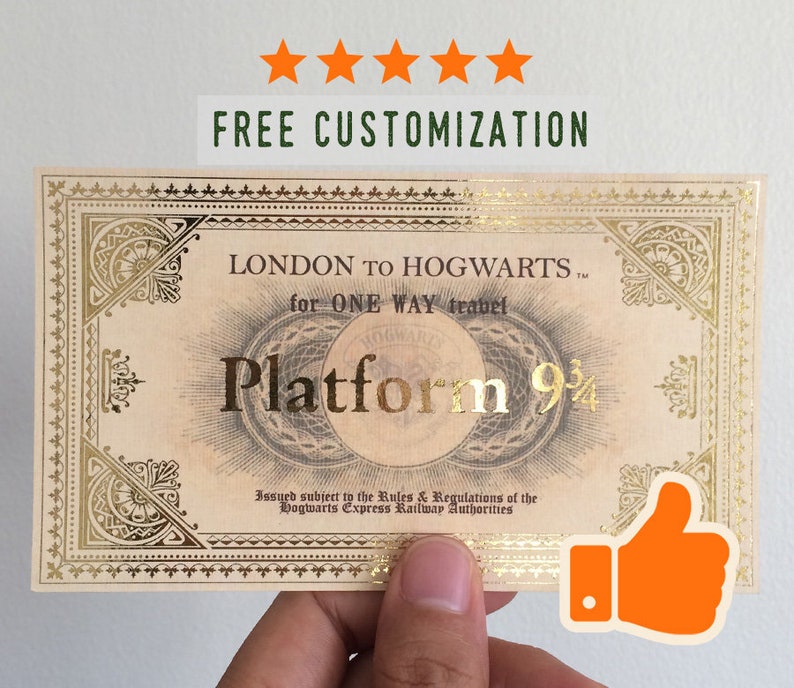 FREE CUSTOMIZATION
LONDON TO HOGWARTS™
for ONE WAY travel
HOGWARTS
Platform 9¾
Issued subject to the Rules & Regulations of the
Hogwarts Express Railway Authorities